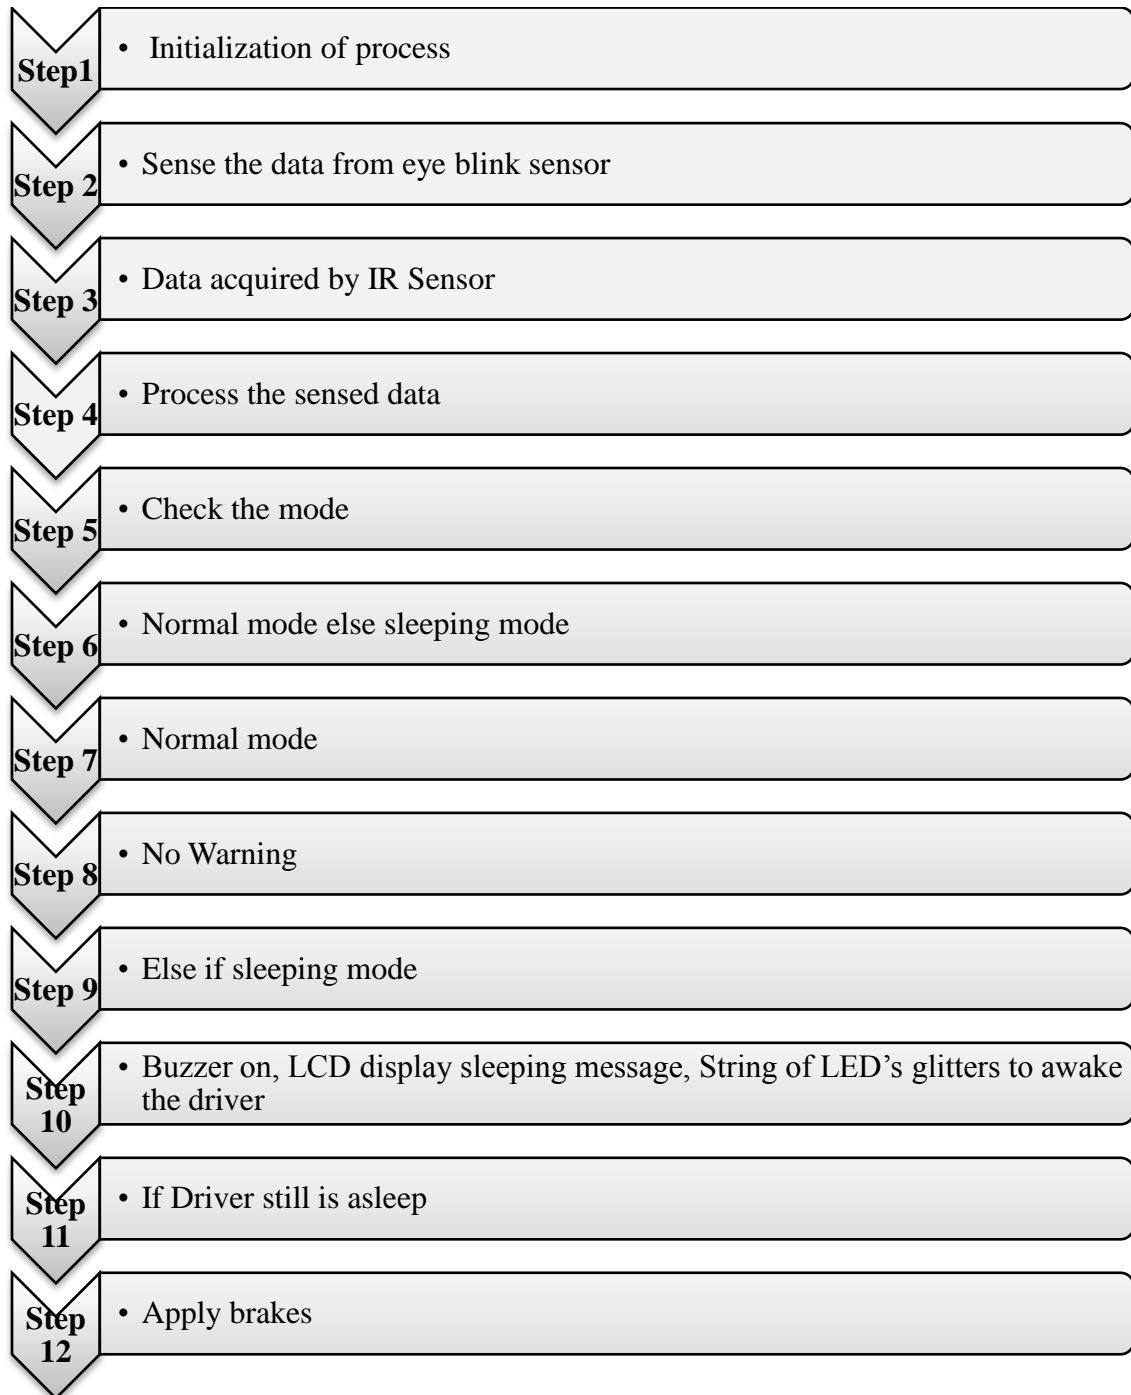 Step1
• Initialization of process
Step 2
• Sense the data from eye blink sensor
Step 3
• Data acquired by IR Sensor
Step 4
• Process the sensed data
Step 5
• Check the mode
Step 6
• Normal mode else sleeping mode
Step 7
• Normal mode
Step 8
• No Warning
Step 9
• Else if sleeping mode
Step
10
• Buzzer on, LCD display sleeping message, String of LED’s glitters to awake
the driver
Step
11
• If Driver still is asleep
Step
12
• Apply brakes